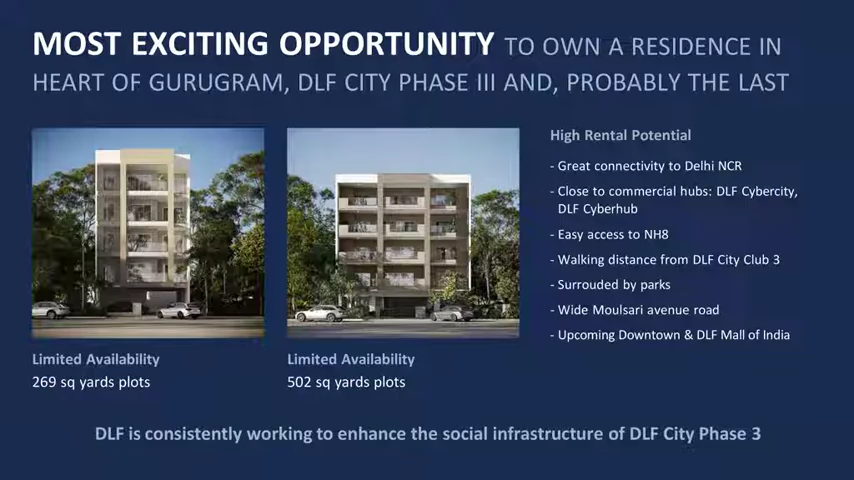 MOST EXCITING OPPORTUNITY TO OWN A RESIDENCE IN
HEART OF GURUGRAM, DLF CITY PHASE III AND, PROBABLY THE LAST
Limited Availability
269 sq yards plots
Limited Availability
502 sq yards plots
High Rental Potential
- Great connectivity to Delhi NCR
- Close to commercial hubs: DLF Cybercity,
DLF Cyberhub
- Easy access to NH8
- Walking distance from DLF City Club 3
- Surrouded by parks
- Wide Moulsari avenue road
- Upcoming Downtown & DLF Mall of India
DLF is consistently working to enhance the social infrastructure of DLF City Phase 3